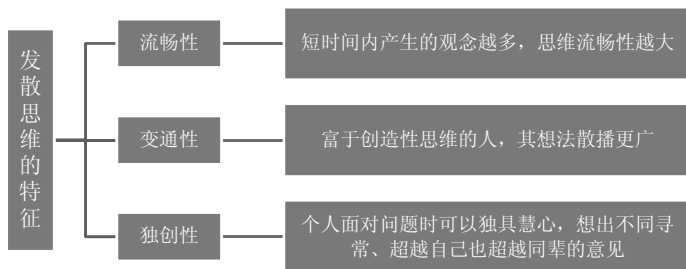 发散思维的特征
流畅性
短时间内产生的观念越多，思维流畅性越大
变通性
富于创造性思维的人，其想法散播更广
独创性
个人面对问题时可以独具慧心，想出不同寻
常、超越自己也超越同辈的意见